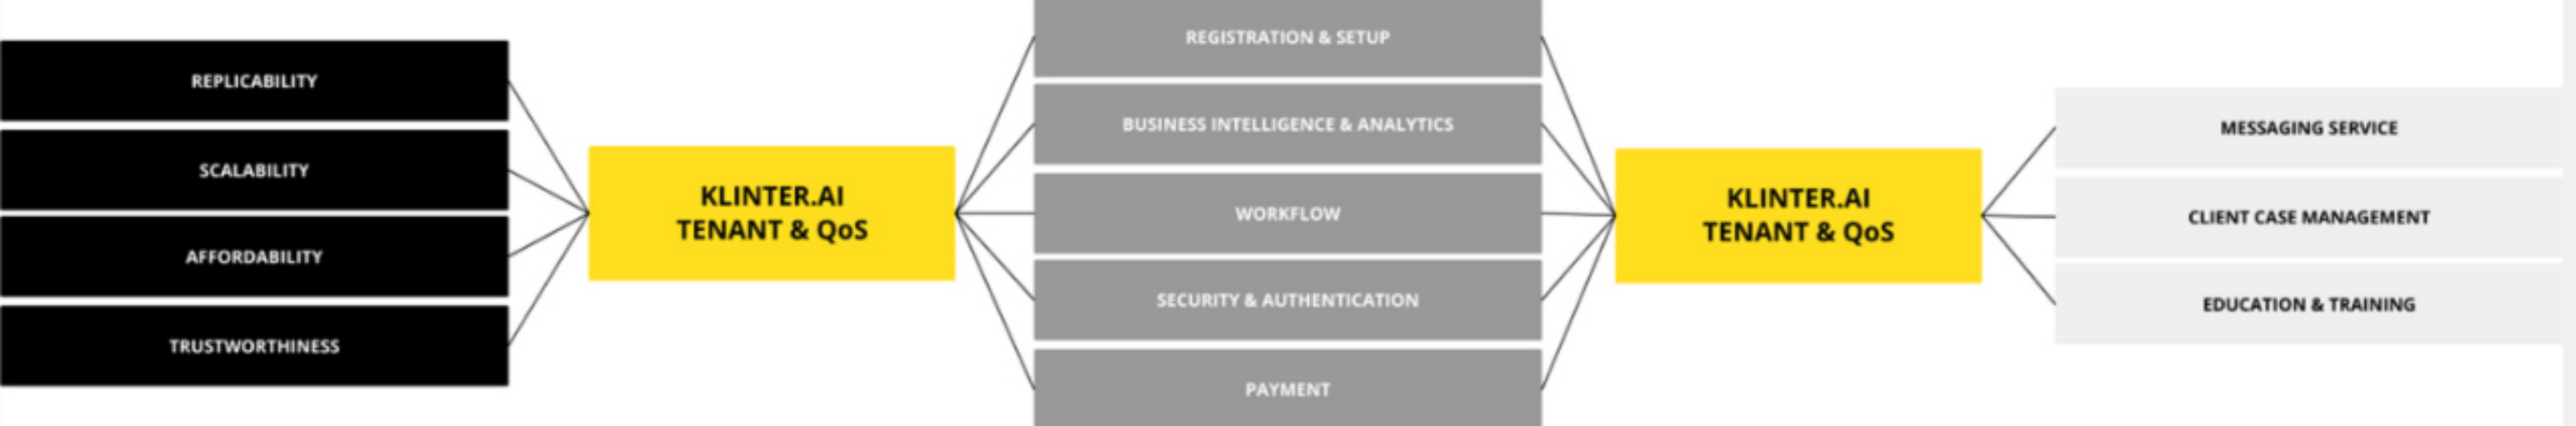 REPLICABILITY
SCALABILITY
AFFORDABILITY
TRUSTWORTHINESS
KLINTER.AI
TENANT & QoS
REGISTRATION & SETUP
BUSINESS INTELLIGENCE & ANALYTICS
WORKFLOW
SECURITY & AUTHENTICATION
PAYMENT
KLINTER.AI
TENANT & QoS
MESSAGING SERVICE
CLIENT CASE MANAGEMENT
EDUCATION & TRAINING